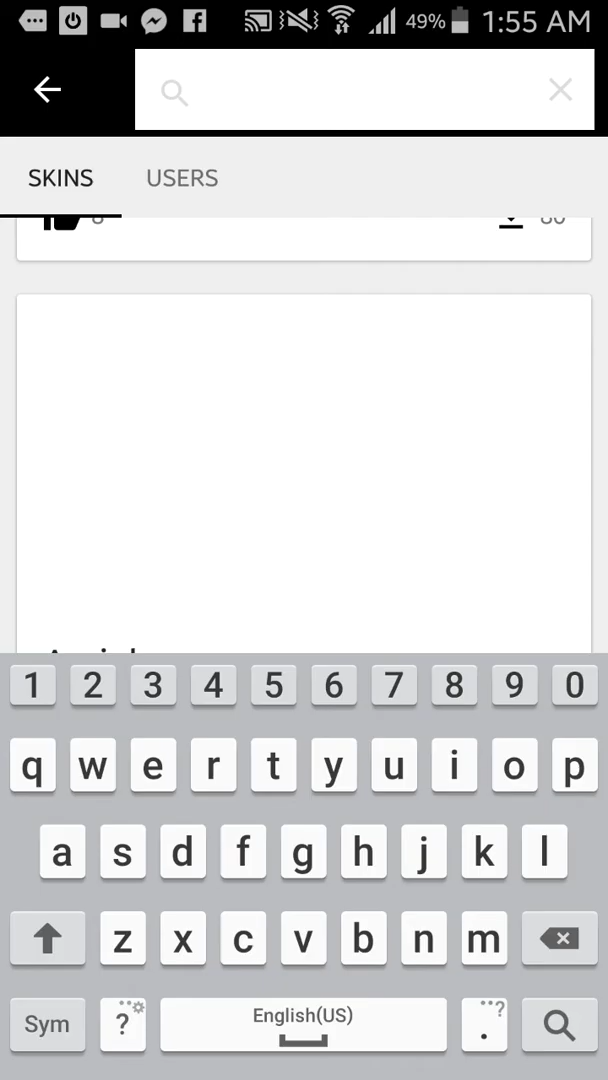 49% 1:55 AM
SKINS USERS
1 2 3 4 5 6 7 8 9 0
q w e r t y u i o p
a s d f g h j k l
z x c v b n m
Sym ? English(US) . ?